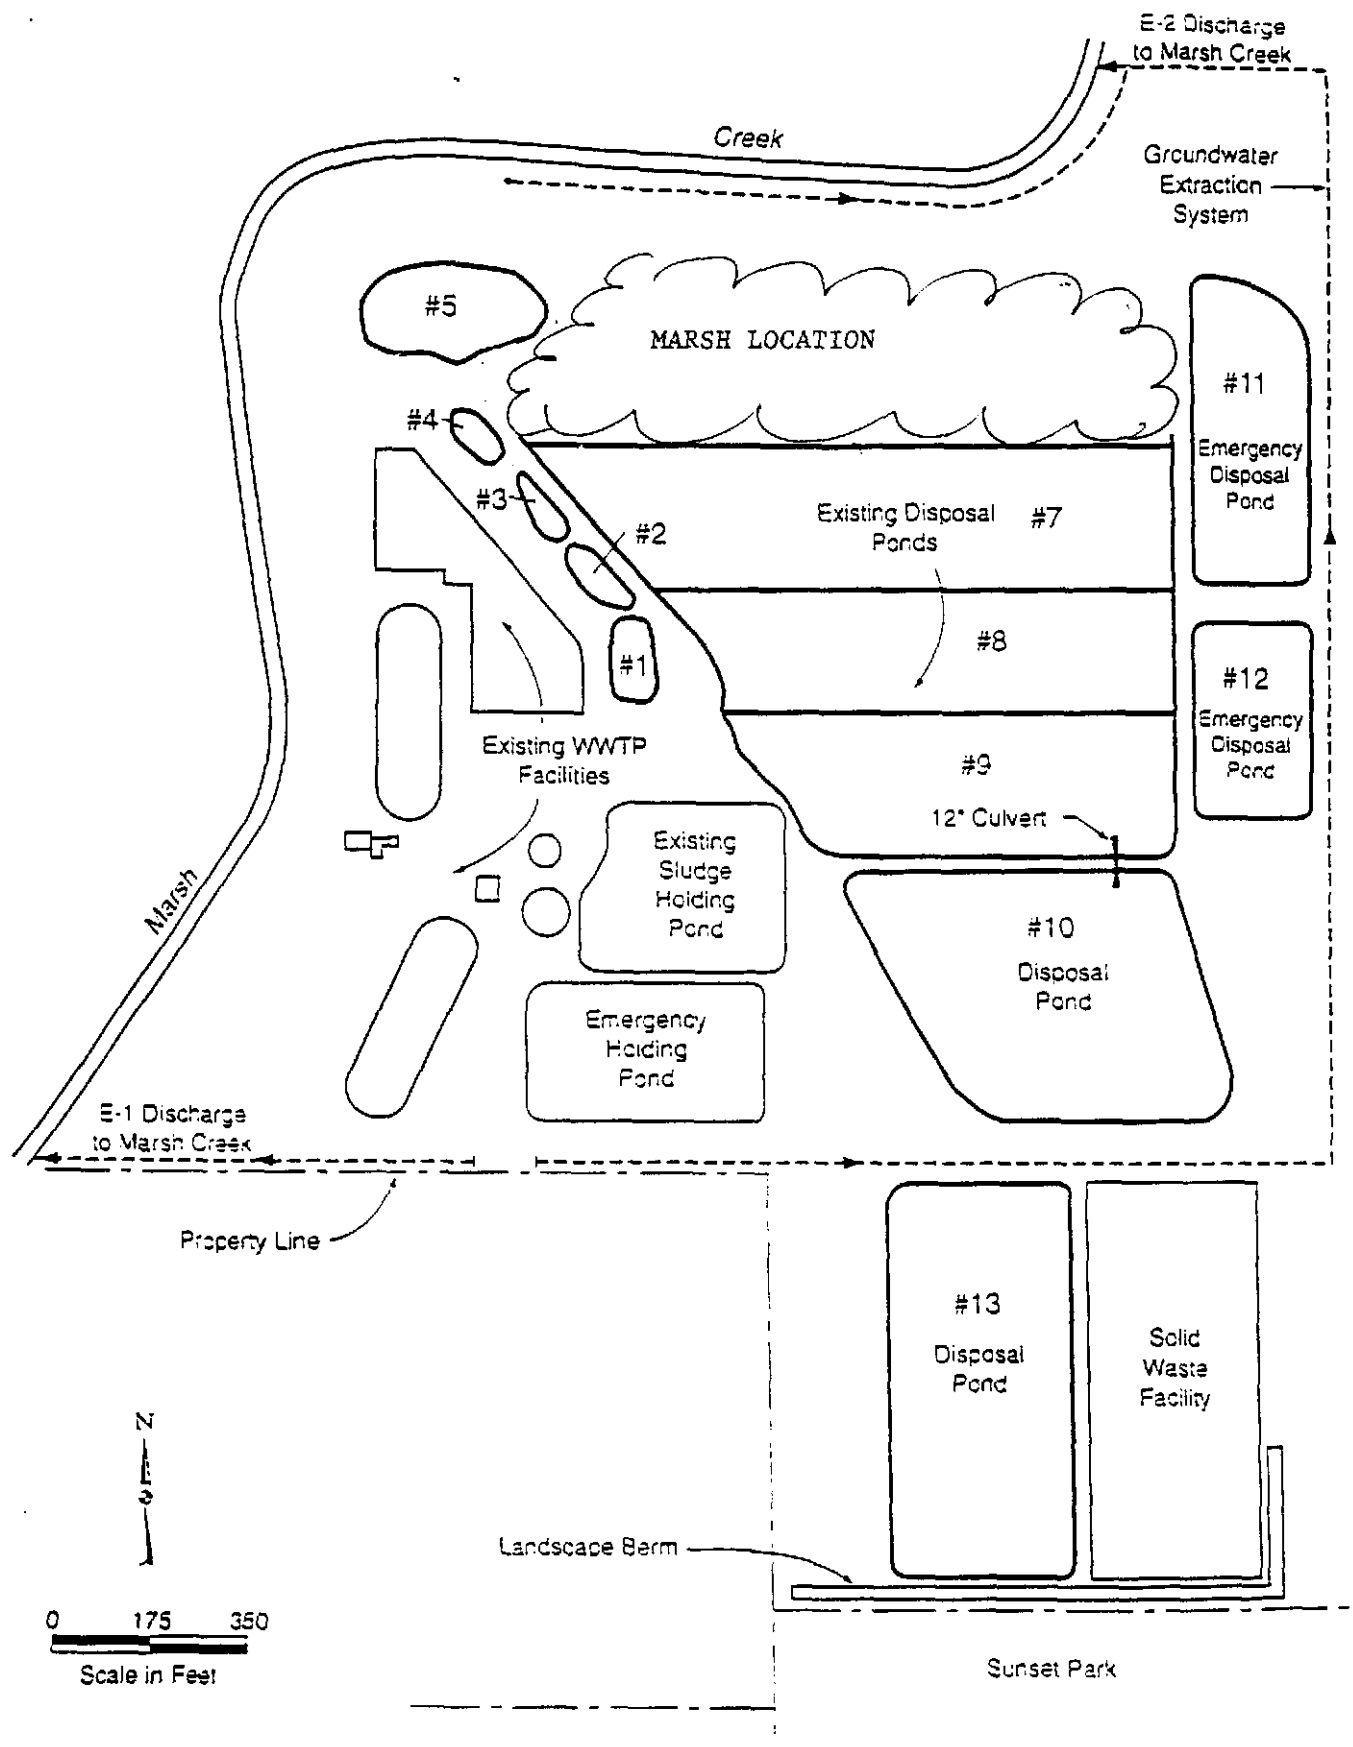 E-2 Discharge
to Marsh Creek
Creek
Groundwater
Extraction
System
#5
MARSH LOCATION
#11
Emergency
Disposal
Pond
#4
#3
#2
Existing Disposal
Ponds
#7
#8
#1
#12
Emergency
Disposal
Pond
Existing WWTP
Facilities
#9
12" Culvert
Existing
Sludge
Holding
Pond
Marsh
#10
Disposal
Pond
Emergency
Holding
Pond
E-1 Discharge
to Marsh Creek
Property Line
#13
Disposal
Pond
Solid
Waste
Facility
N
Landscape Berm
0 175 350
Scale in Feet
Sunset Park